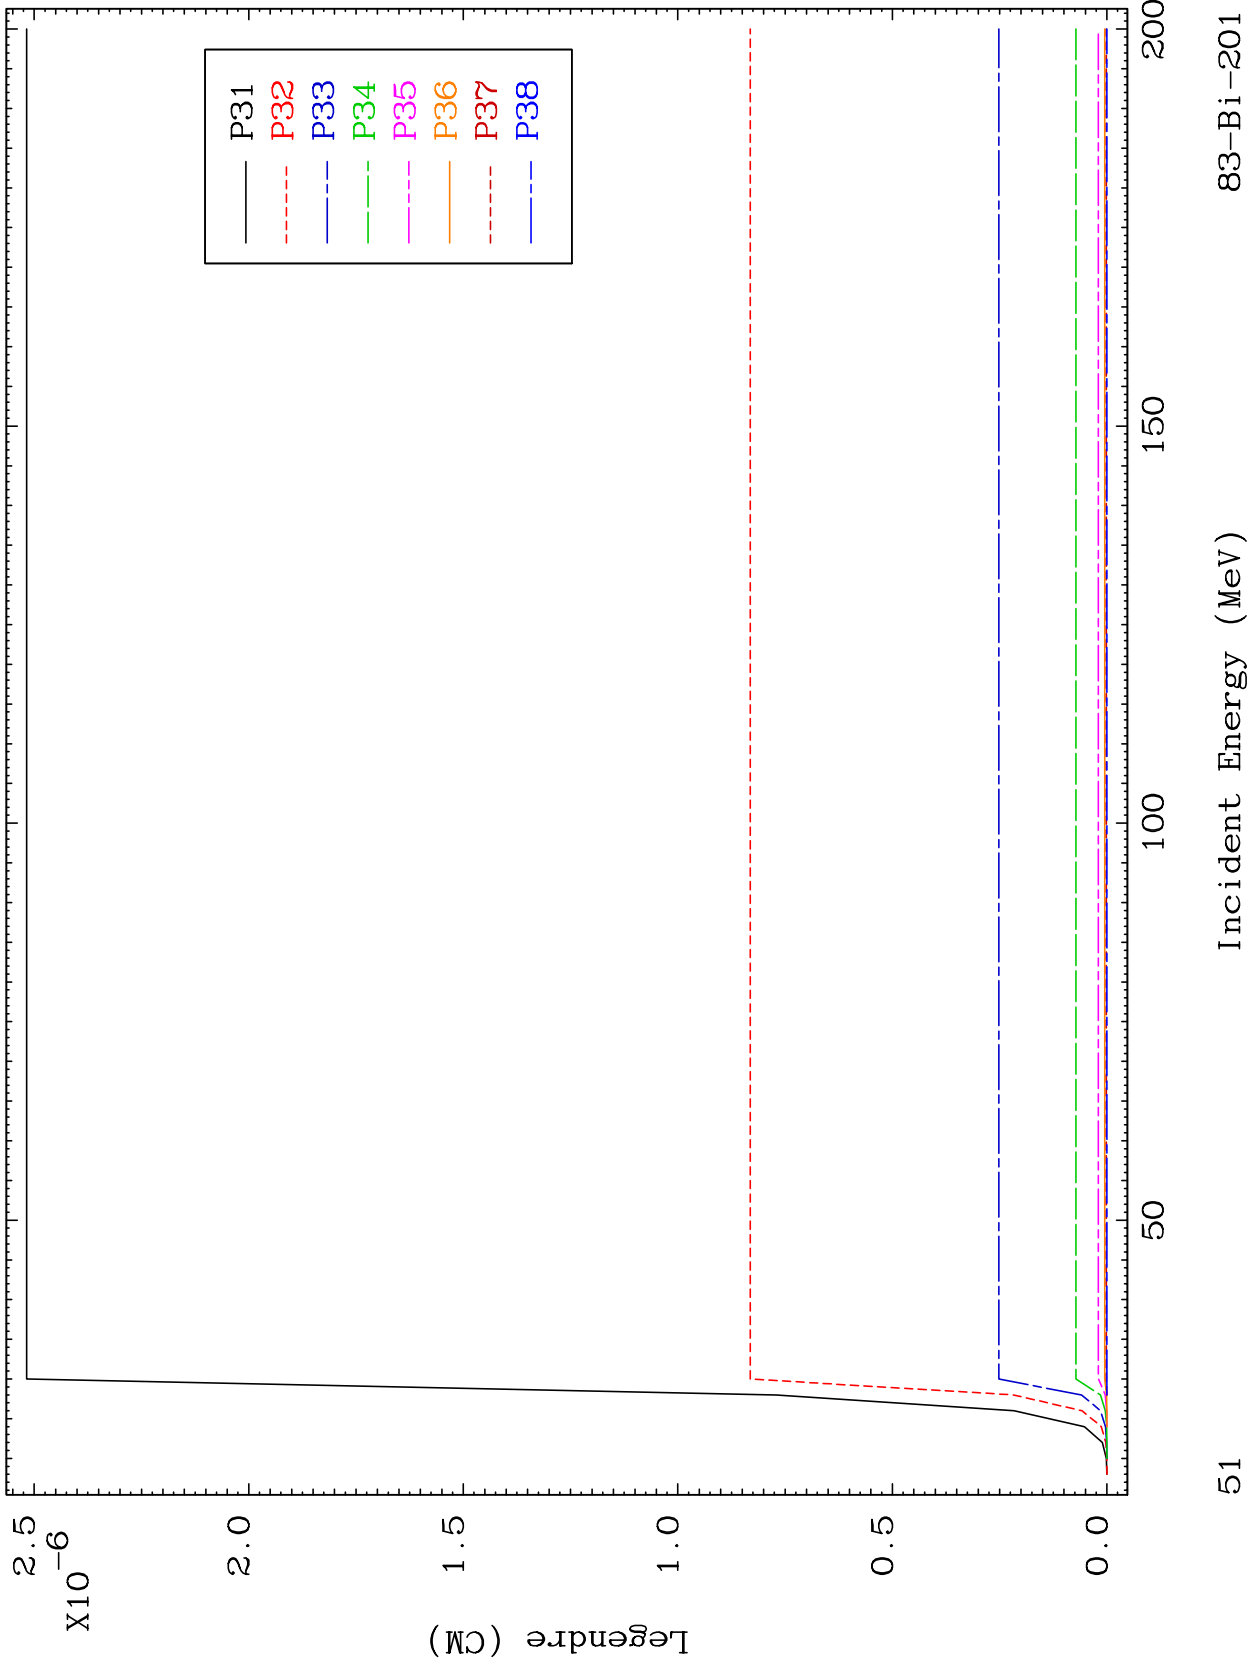 P31
P32
P33
P34
P35
P36
P37
P38
2.5
X10-6
2.0
1.5
1.0
0.5
0.0
Legendre (CM)
50
100
150
200
Incident Energy (MeV)
51
83-Bi-201